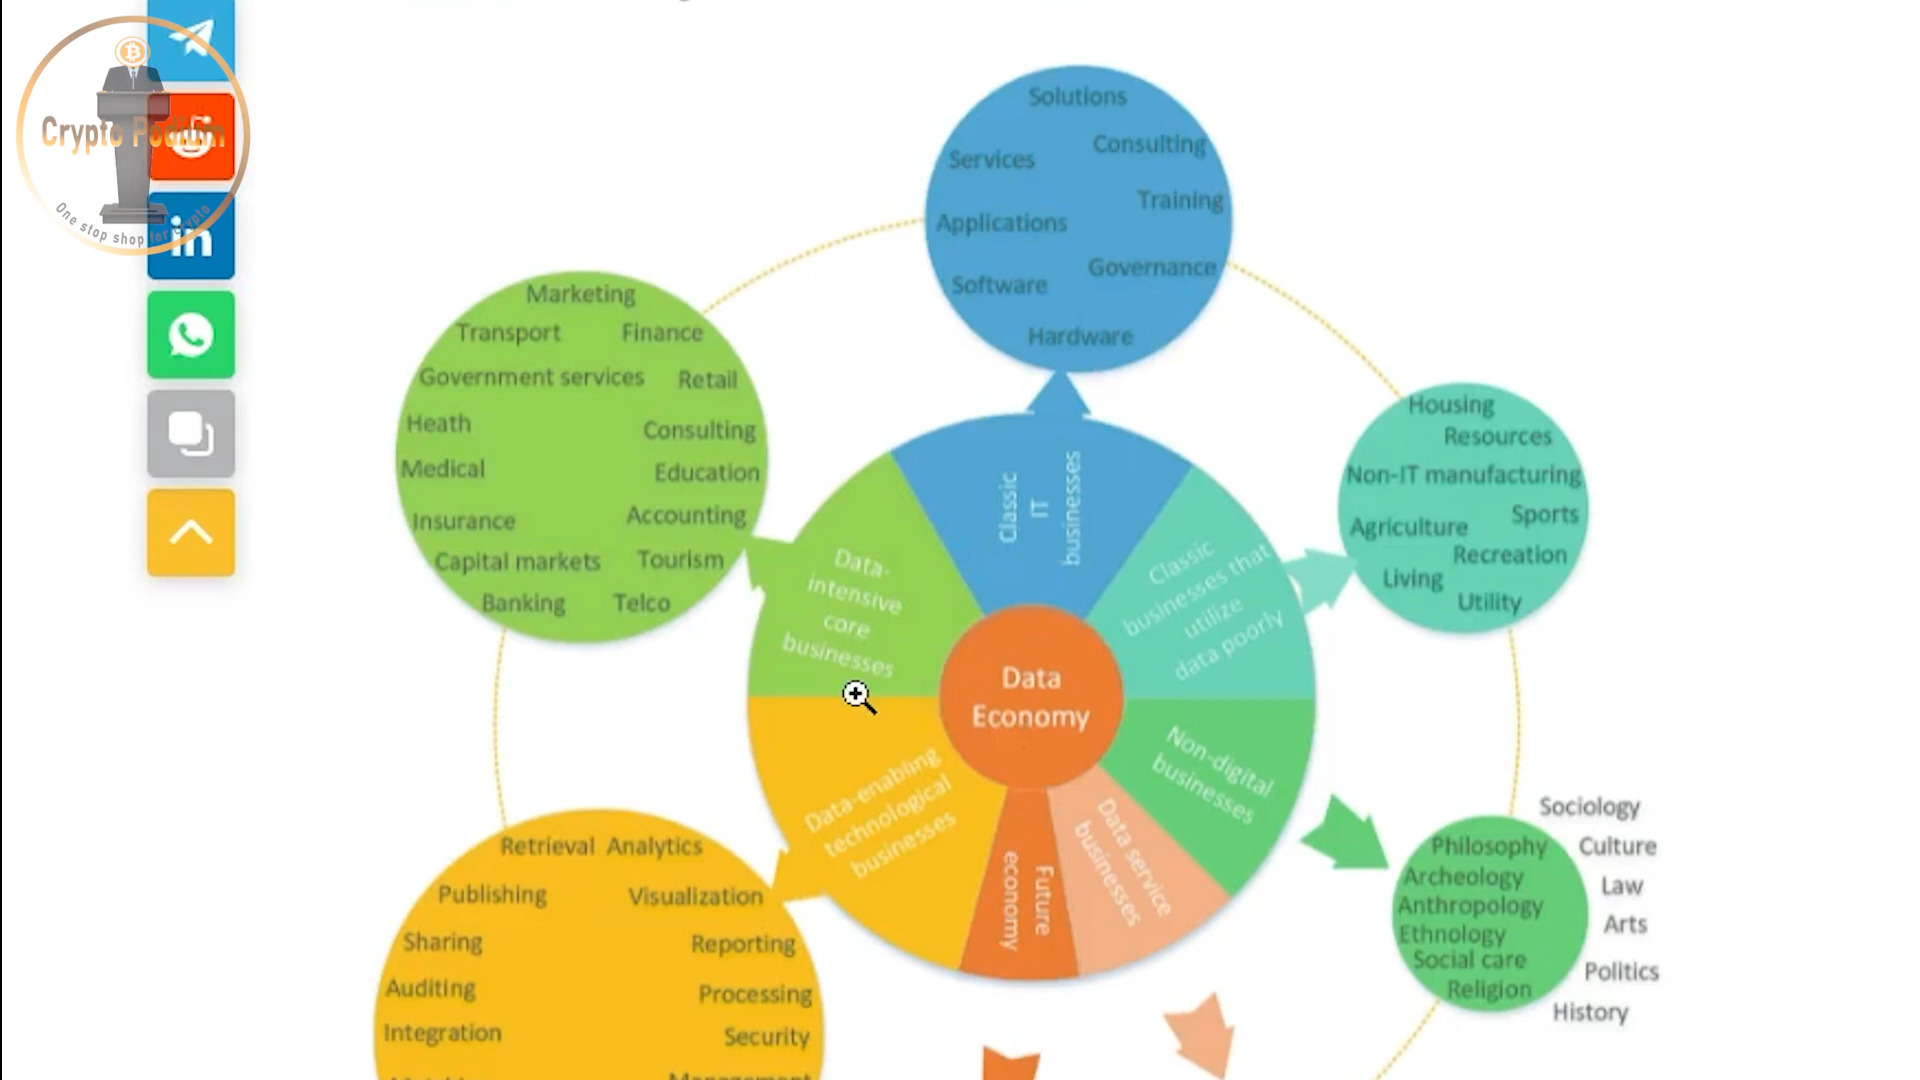 Crypto Podium
One stop shop for crypto
in
Solutions
Consulting
Services
Training
Applications
Governance
Software
Hardware
Marketing
Transport
Finance
Government services
Retail
Heath
Consulting
Medical
Education
Insurance
Accounting
Capital markets
Tourism
Banking
Telco
Housing
Resources
Non-IT manufacturing
Sports
Agriculture
Recreation
Living
Utility
Classic
IT
businesses
Classic
businesses that
utilize
data poorly
Data-
intensive
core
businesses
Data
Economy
Non-digital
businesses
Data-enabling
technological
businesses
Future
economy
Data service
businesses
Sociology
Philosophy
Culture
Archeology
Law
Anthropology
Arts
Ethnology
Social care
Politics
Religion
History
Retrieval
Analytics
Publishing
Visualization
Sharing
Reporting
Auditing
Processing
Integration
Security
Management